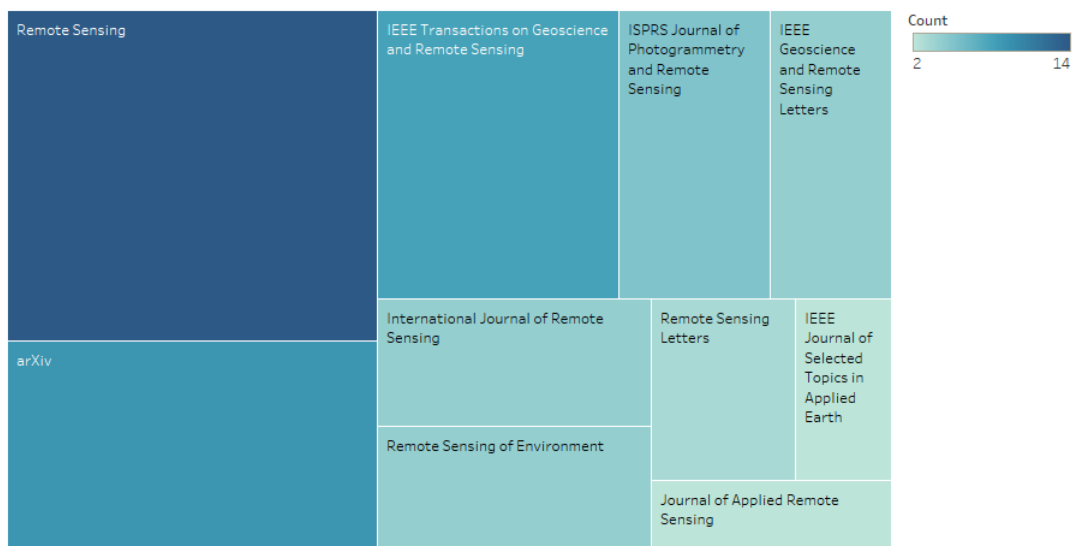 Remote Sensing
IEEE Transactions on Geoscience
and Remote Sensing
ISPRS Journal of
Photogrammetry
and Remote
Sensing
IEEE
Geoscience
and Remote
Sensing
Letters
Count
2
14
arXiv
International Journal of Remote
Sensing
Remote Sensing
Letters
IEEE
Journal of
Selected
Topics in
Applied
Earth
Remote Sensing of Environment
Journal of Applied Remote
Sensing